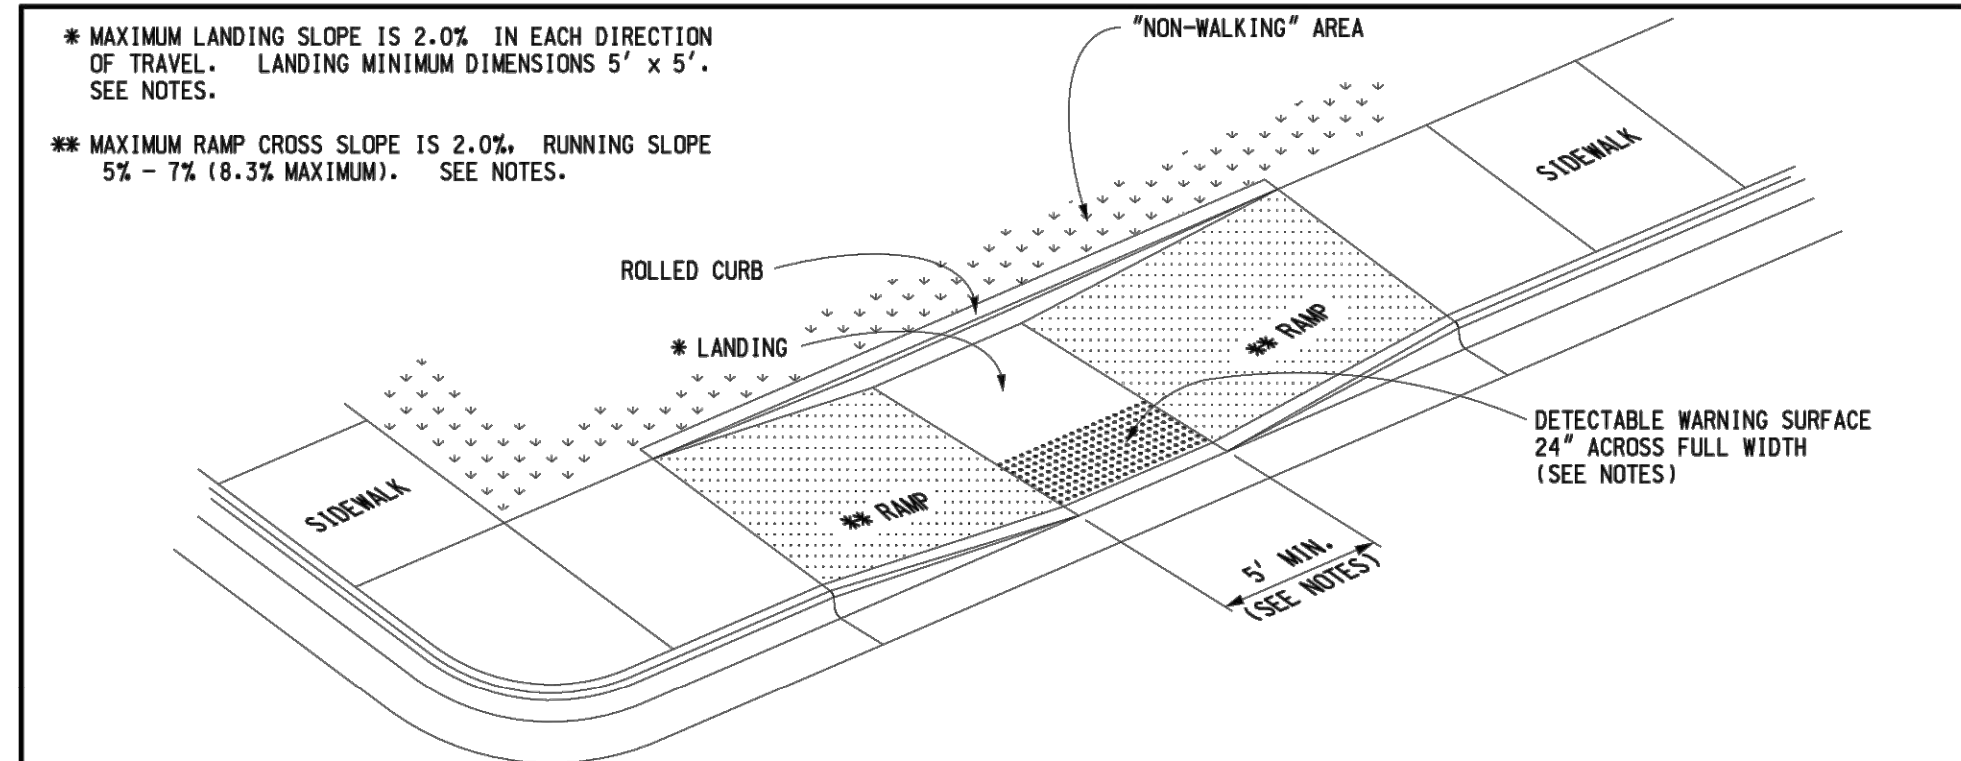 * MAXIMUM LANDING SLOPE IS 2.0% IN EACH DIRECTION
OF TRAVEL. LANDING MINIMUM DIMENSIONS 5' x 5'.
SEE NOTES.
** MAXIMUM RAMP CROSS SLOPE IS 2.0%, RUNNING SLOPE
5% - 7% (8.3% MAXIMUM). SEE NOTES.
"NON-WALKING" AREA
SIDEWALK
ROLLED CURB
** RAMP
* LANDING
DETECTABLE WARNING SURFACE
24" ACROSS FULL WIDTH
(SEE NOTES)
SIDEWALK
** RAMP
5' MIN.
(SEE NOTES)